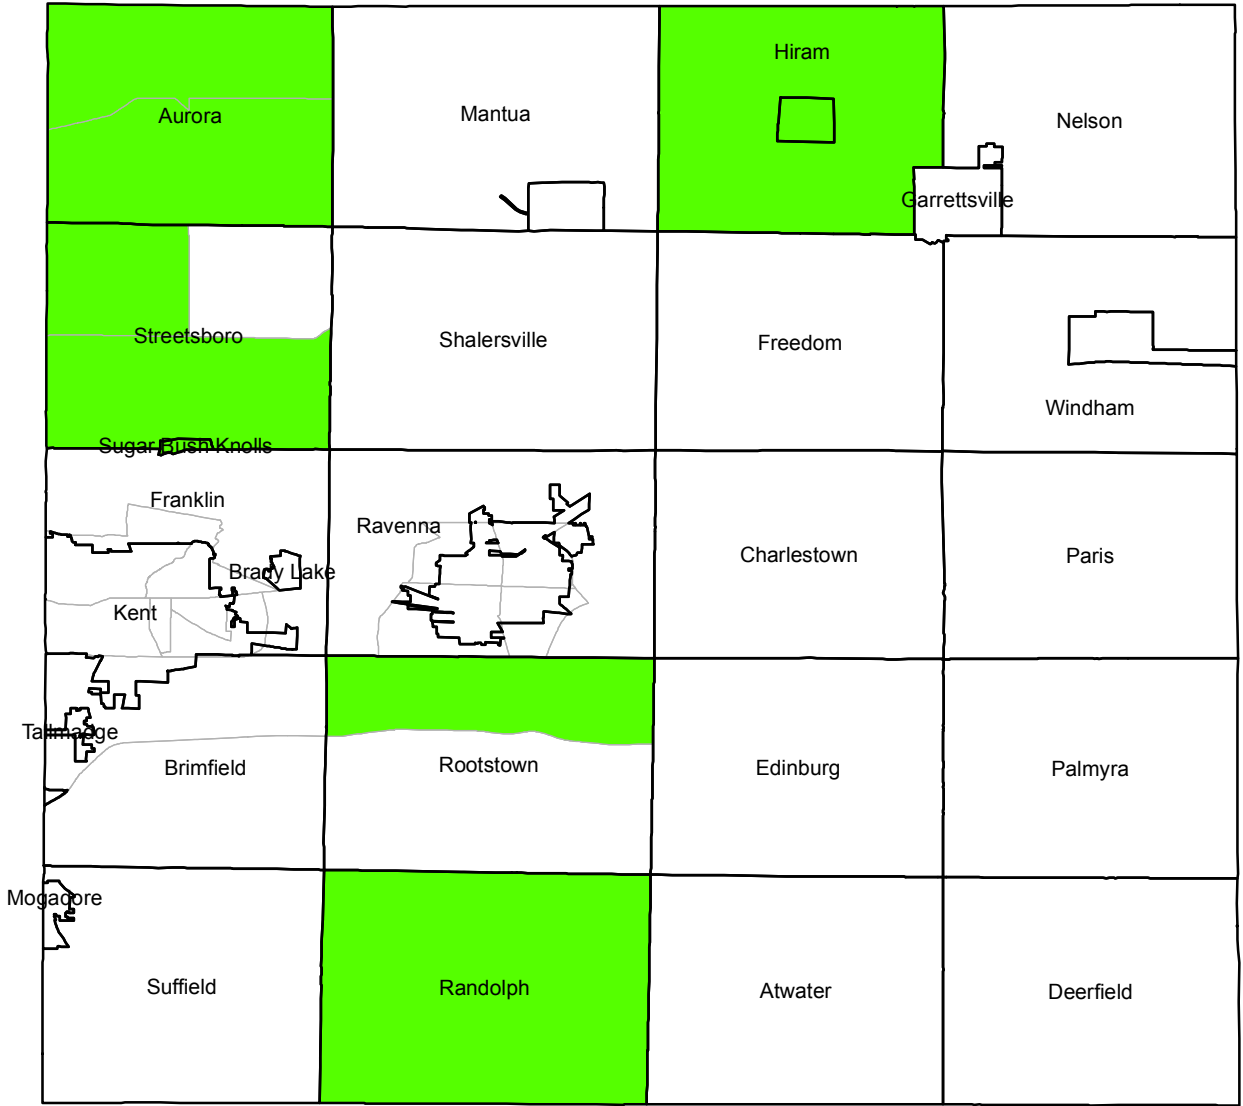 Hiram
Aurora
Mantua
Nelson
Garrettsville
Streetsboro
Shalersville
Freedom
Windham
Sugar Bush Knolls
Franklin
Ravenna
Charlestown
Paris
Brady Lake
Kent
Tallmadge
Brimfield
Rootstown
Edinburg
Palmyra
Mogadore
Suffield
Randolph
Atwater
Deerfield